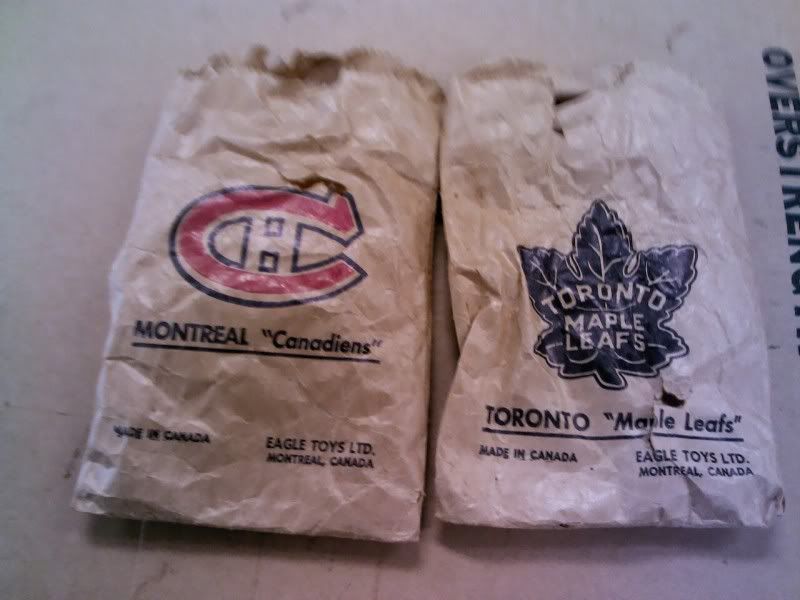 MONTREAL "Canadiens"
MADE IN CANADA
EAGLE TOYS LTD.
MONTREAL, CANADA
TORONTO
MAPLE
LEAFS
TORONTO "Maple Leafs"
MADE IN CANADA
EAGLE TOYS LTD.
MONTREAL, CANADA